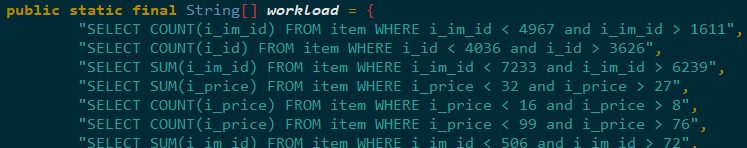 public static final String[] workload = {
"SELECT COUNT(i_im_id) FROM item WHERE i_im_id < 4967 and i_im_id > 1611",
"SELECT COUNT(i_id) FROM item WHERE i_id < 4036 and i_id > 3626",
"SELECT SUM(i_im_id) FROM item WHERE i_im_id < 7233 and i_im_id > 6239",
"SELECT SUM(i_price) FROM item WHERE i_price < 32 and i_price > 27",
"SELECT COUNT(i_price) FROM item WHERE i_price < 16 and i_price > 8",
"SELECT COUNT(i_price) FROM item WHERE i_price < 99 and i_price > 76",
"SELECT SUM(i_im_id) FROM item WHERE i_im_id < 506 and i_im_id > 72",